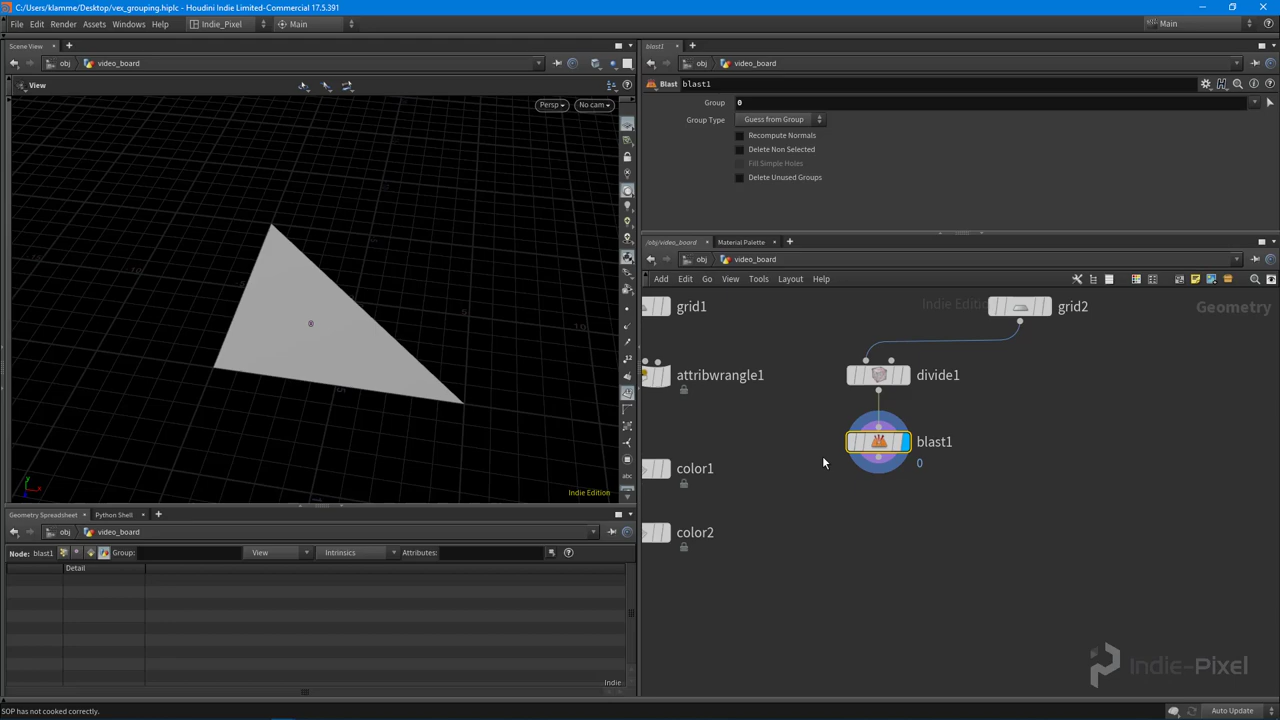 C:/Users/klamme/Desktop/vex_grouping.hiplc - Houdini Indie Limited-Commercial 17.5.391
File Edit Render Assets Windows Help Indie_Pixel Main Main
Scene View
obj video_board
View
Persp No cam
Indie Edition
Geometry Spreadsheet Python Shell
obj video_board
Node: blast1 Group: View Intrinsics Attributes:
Detail
Indie
SOP has not cooked correctly.
blast1
obj video_board
Blast blast1
Group 0
Group Type Guess from Group
Recompute Normals
Delete Non Selected
Fill Simple Holes
Delete Unused Groups
/obj/video_board Material Palette
obj video_board
Add Edit Go View Tools Layout Help
Indie Edition Geometry
grid1 grid2
attribwrangle1 divide1
blast1
0
color1
color2
Indie-Pixel
Auto Update